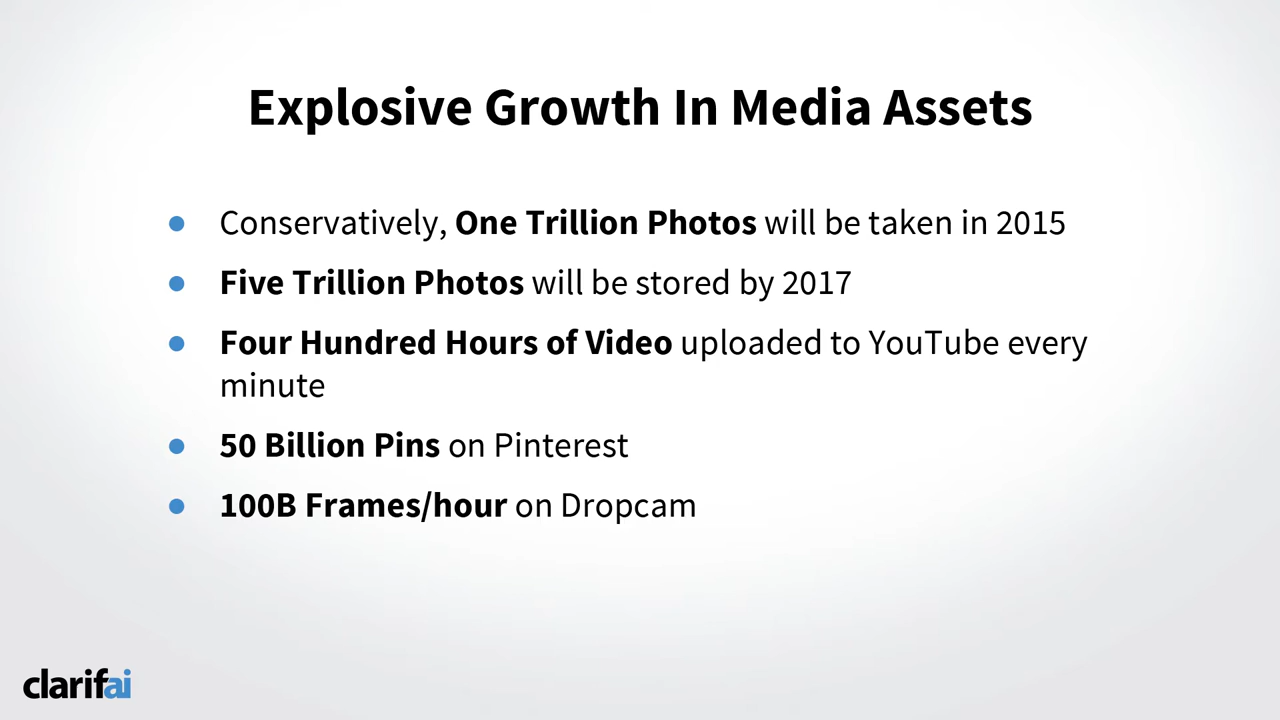 Explosive Growth In Media Assets
● Conservatively, One Trillion Photos will be taken in 2015
● Five Trillion Photos will be stored by 2017
● Four Hundred Hours of Video uploaded to YouTube every
minute
● 50 Billion Pins on Pinterest
● 100B Frames/hour on Dropcam
clarifai